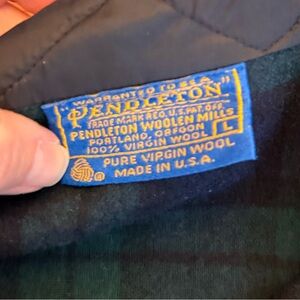 "WARRANTED TO BE A
PENDLETON"
TRADE MARK REG. U.S. PAT. OFF.
PENDLETON WOOLEN MILLS
PORTLAND, OREGON
100% VIRGIN WOOL
L
PURE VIRGIN WOOL
MADE IN U.S.A.